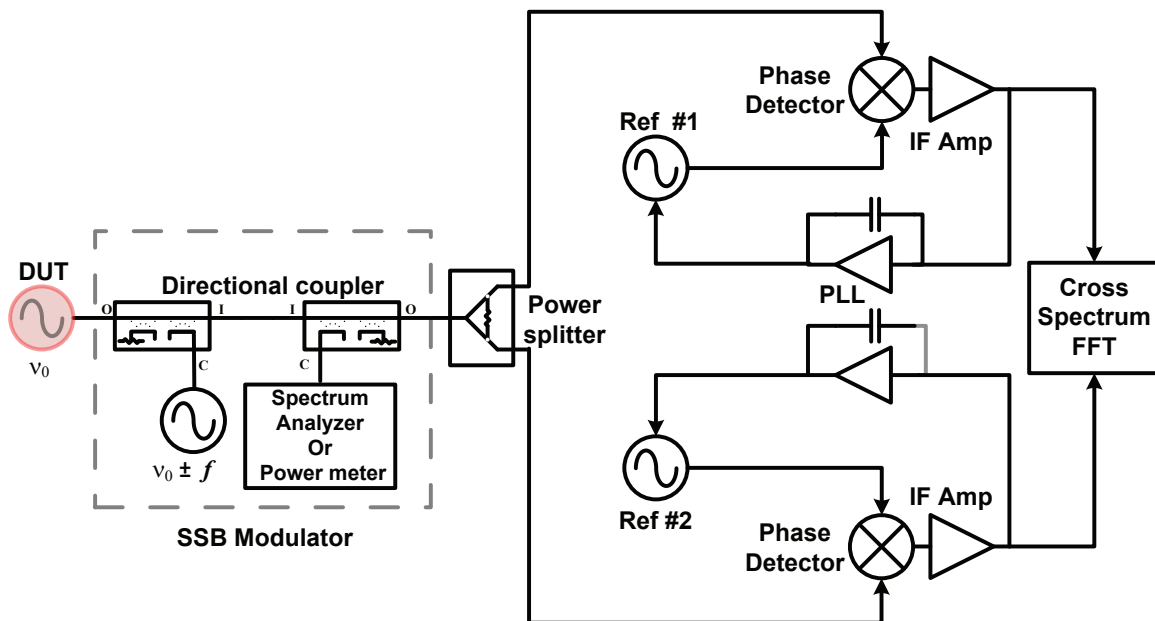 Phase
Detector
IF Amp
Ref #1
PLL
DUT
ν₀
Directional coupler
O
I
I
O
C
C
ν₀ ± f
Spectrum
Analyzer
Or
Power meter
SSB Modulator
Power
splitter
Cross
Spectrum
FFT
Ref #2
IF Amp
Phase
Detector